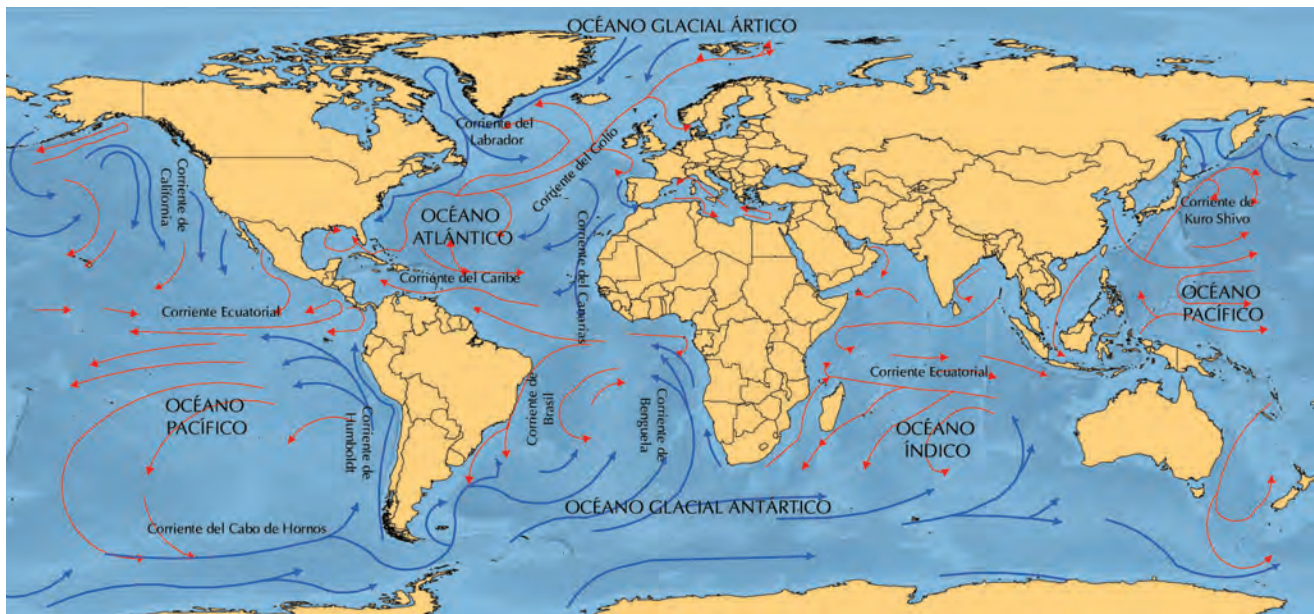 OCÉANO GLACIAL ÁRTICO
Corriente del
Labrador
Corriente del Golfo
Corriente de
California
Corriente de
Kuro Shivo
OCÉANO
ATLÁNTICO
Corriente del Caribe
Corriente del Canarias
Corriente Ecuatorial
OCÉANO
PACÍFICO
Corriente Ecuatorial
OCÉANO
PACÍFICO
Corriente de
Humboldt
Corriente de
Brasil
Corriente de
Benguela
OCÉANO
ÍNDICO
OCÉANO GLACIAL ANTÁRTICO
Corriente del Cabo de Hornos